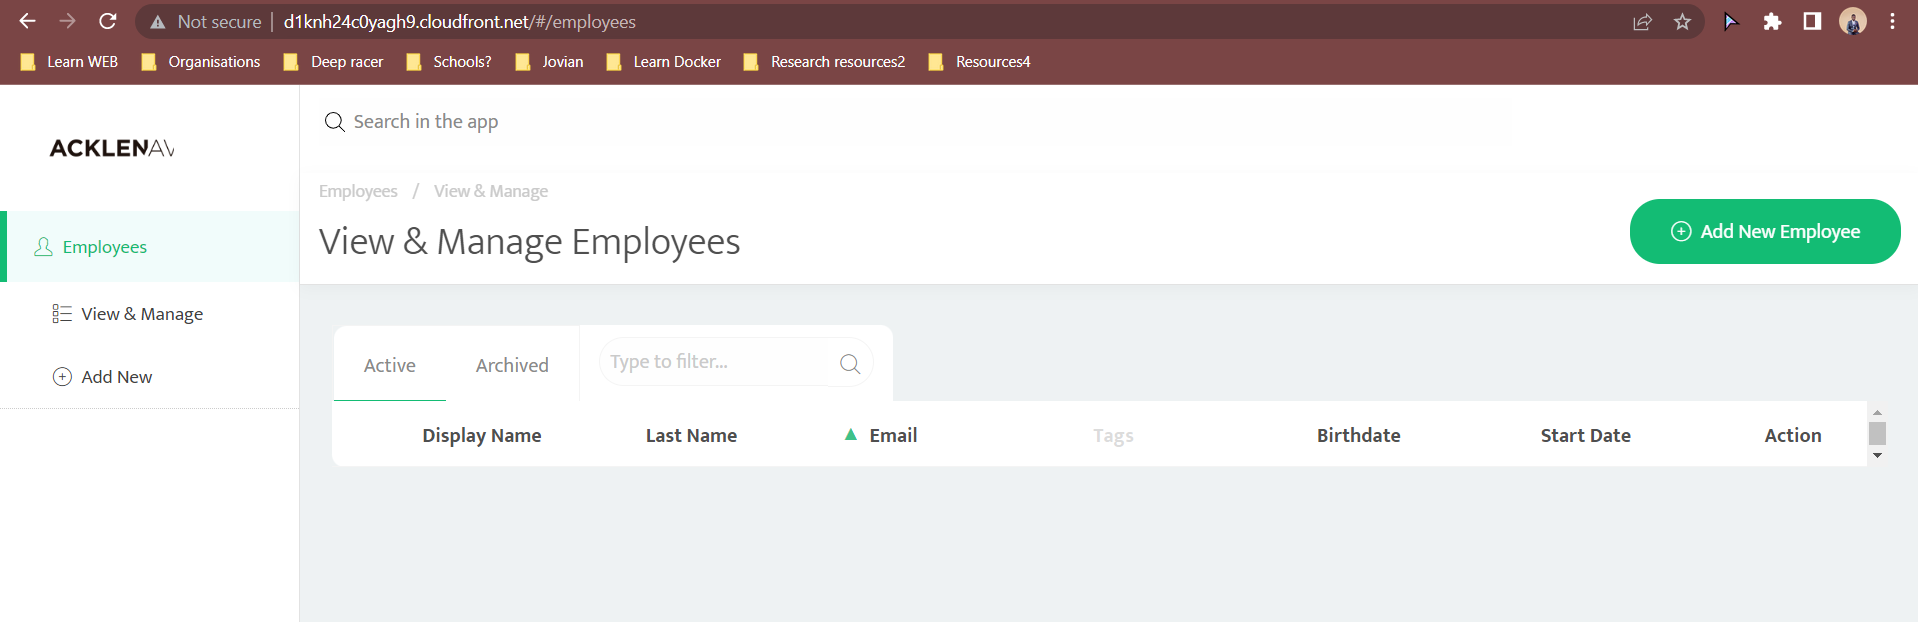 Not secure | d1knh24c0yagh9.cloudfront.net/#/employees
Learn WEB Organisations Deep racer Schools? Jovian Learn Docker Research resources2 Resources4
ACKLENAV
Search in the app
Employees / View & Manage
View & Manage Employees
Add New Employee
Employees
View & Manage
Add New
Active Archived Type to filter...
Display Name Last Name Email Tags Birthdate Start Date Action